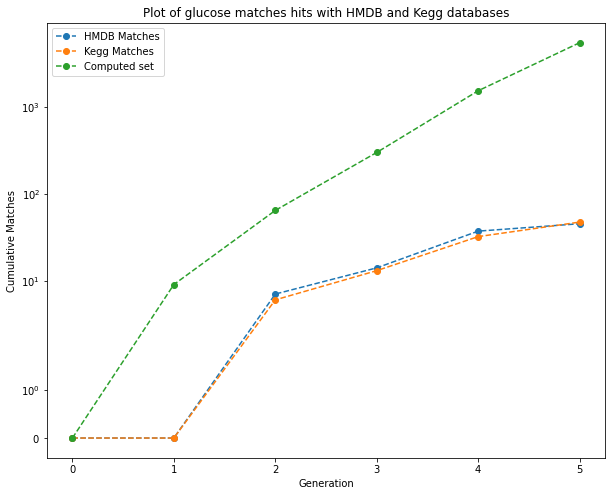 Plot of glucose matches hits with HMDB and Kegg databases
HMDB Matches
Kegg Matches
Computed set
Cumulative Matches
10³
10²
10¹
10⁰
0
0 1 2 3 4 5
Generation